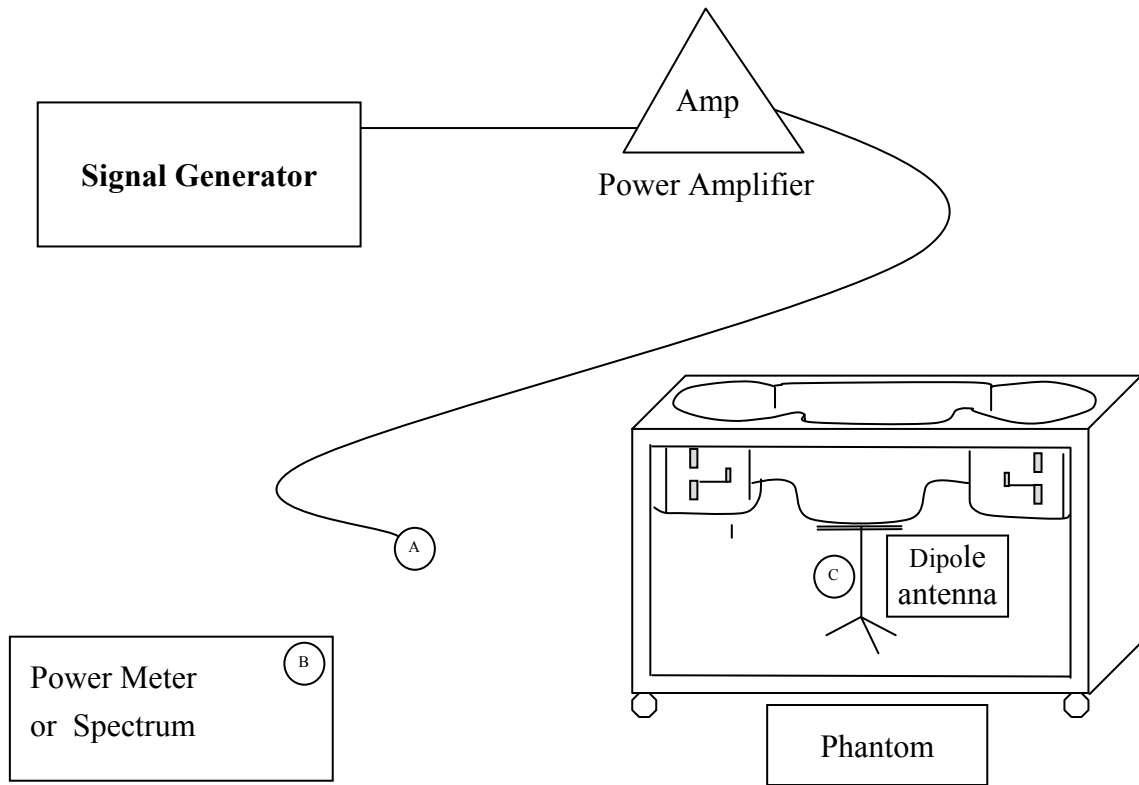 Amp
Signal Generator
Power Amplifier
A
C
Dipole
antenna
B
Power Meter
or Spectrum
Phantom